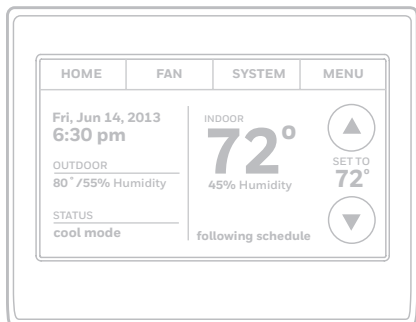 HOME FAN SYSTEM MENU
Fri, Jun 14, 2013
6:30 pm
OUTDOOR
80°/55% Humidity
STATUS
cool mode
INDOOR
72°
45% Humidity
following schedule
SET TO
72°